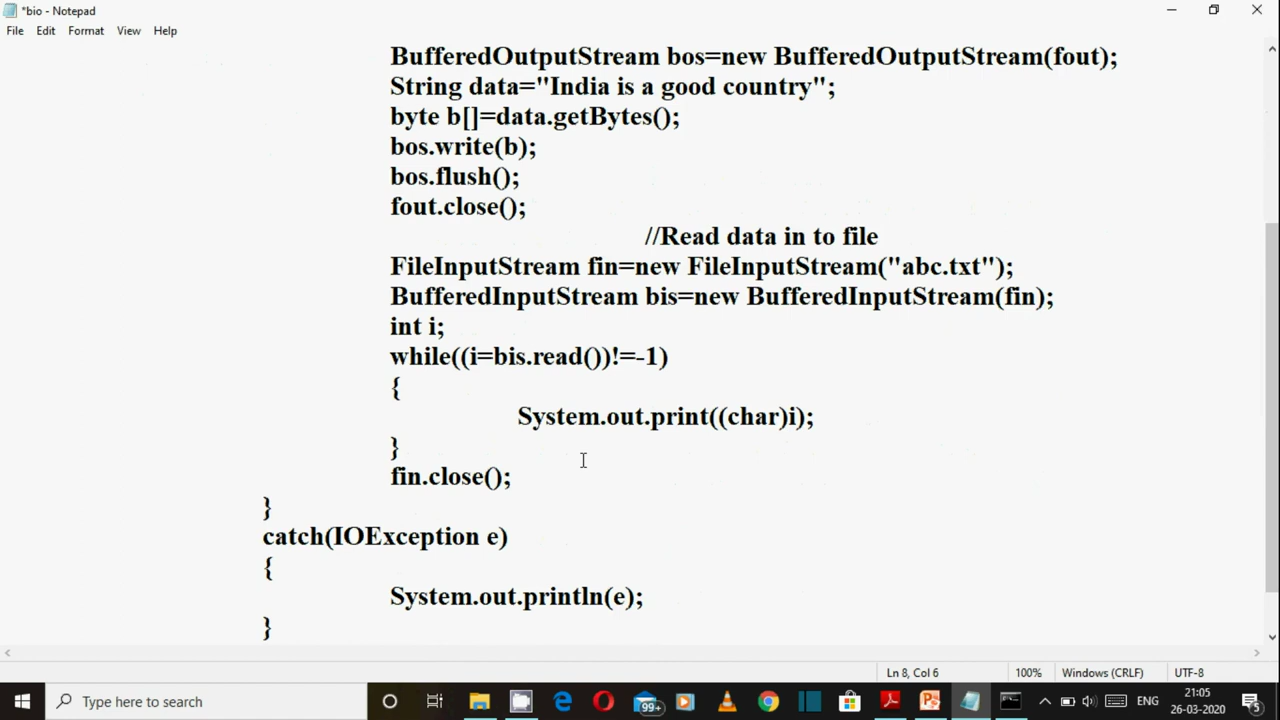 *bio - Notepad
File Edit Format View Help
BufferedOutputStream bos=new BufferedOutputStream(fout);
String data="India is a good country";
byte b[]=data.getBytes();
bos.write(b);
bos.flush();
fout.close();
//Read data in to file
FileInputStream fin=new FileInputStream("abc.txt");
BufferedInputStream bis=new BufferedInputStream(fin);
int i;
while((i=bis.read())!=-1)
{
System.out.print((char)i);
}
fin.close();
}
catch(IOException e)
{
System.out.println(e);
}
Ln 8, Col 6 100% Windows (CRLF) UTF-8
Type here to search 99+ ENG 21:05
26-03-2020 5